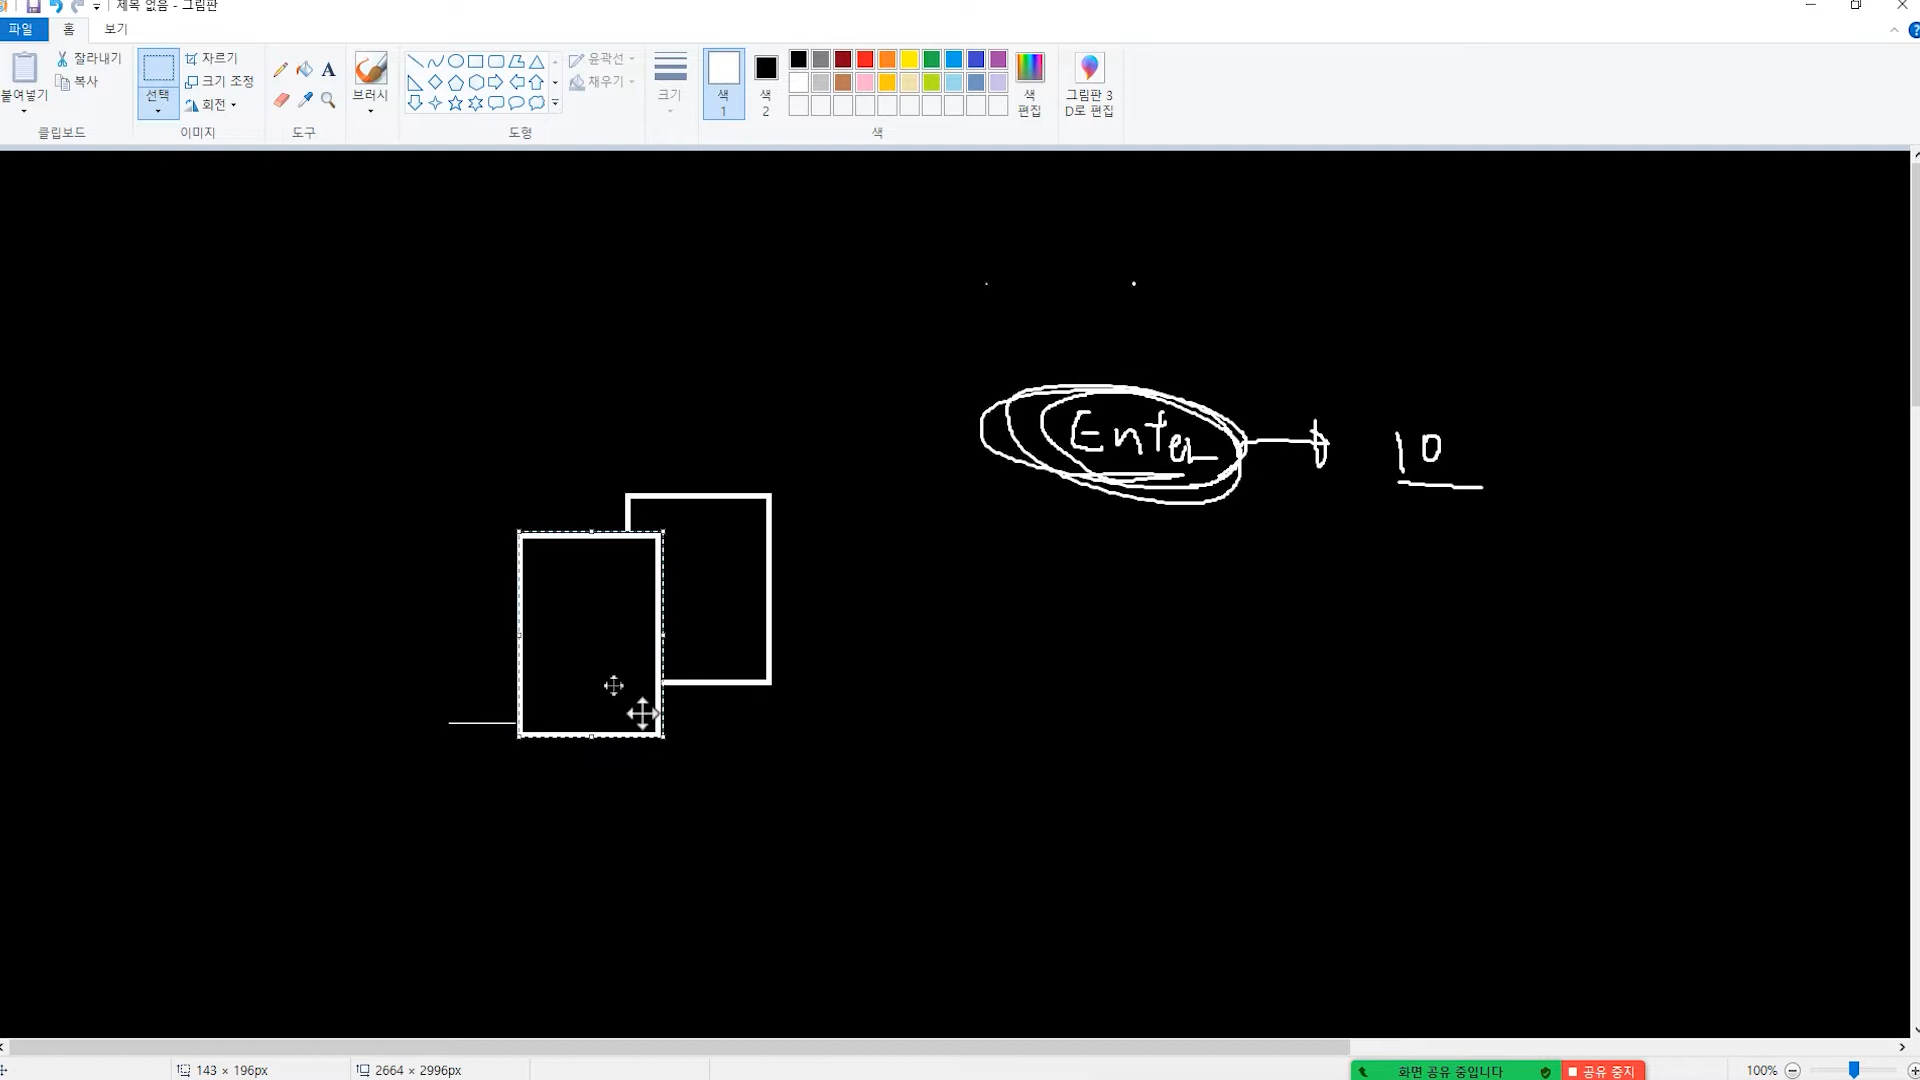 제목 없음 - 그림판
파일 홈 보기
붙여넣기
잘라내기
복사
클립보드
선택
자르기
크기 조정
회전
이미지
A
도구
브러시
도형
윤곽선
채우기
크기
색
1
색
2
색
편집
색
그림판 3
D로 편집
Enter 10
143 × 196px 2664 × 2996px 화면 공유 중입니다 공유 중지 100%